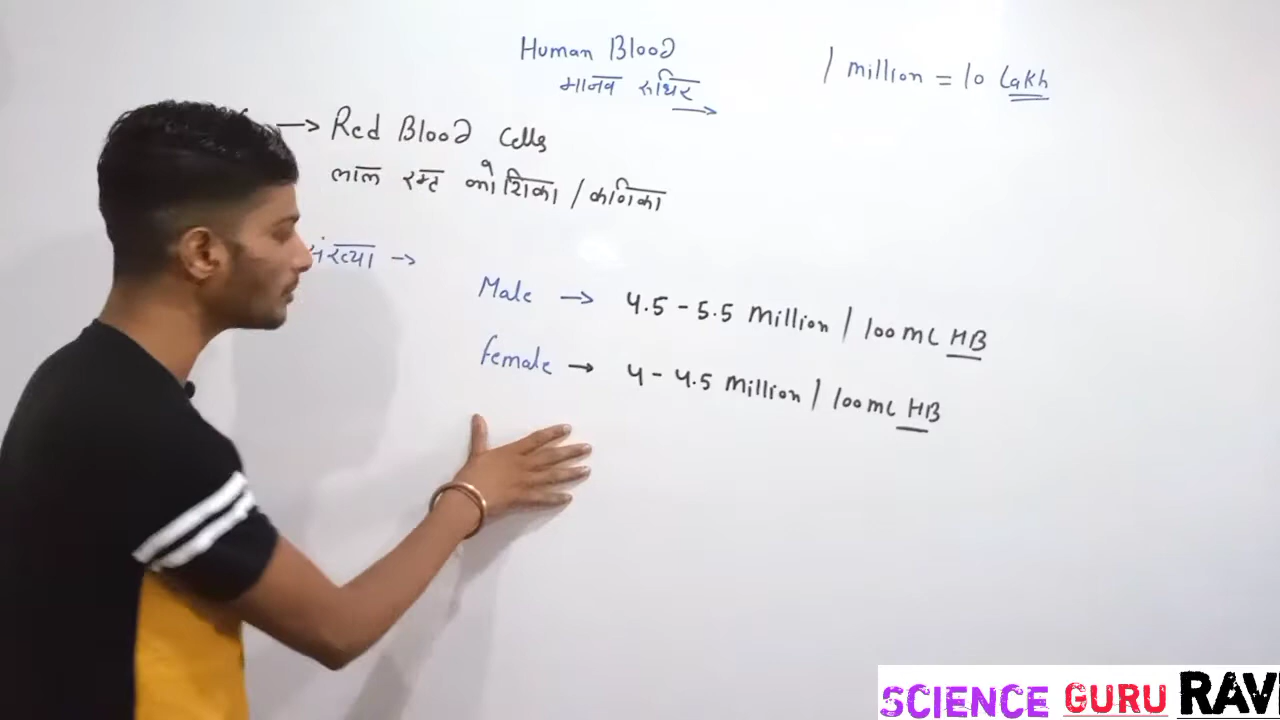 Human Blood
मानव रुधिर
1 million = 10 Lakh
→ Red Blood Cells
लाल रक्त कोशिका / कणिका
संख्या →
Male → 4.5 - 5.5 Million / 100 mL HB
Female → 4 - 4.5 Million / 100 mL HB
SCIENCE GURU RAVI